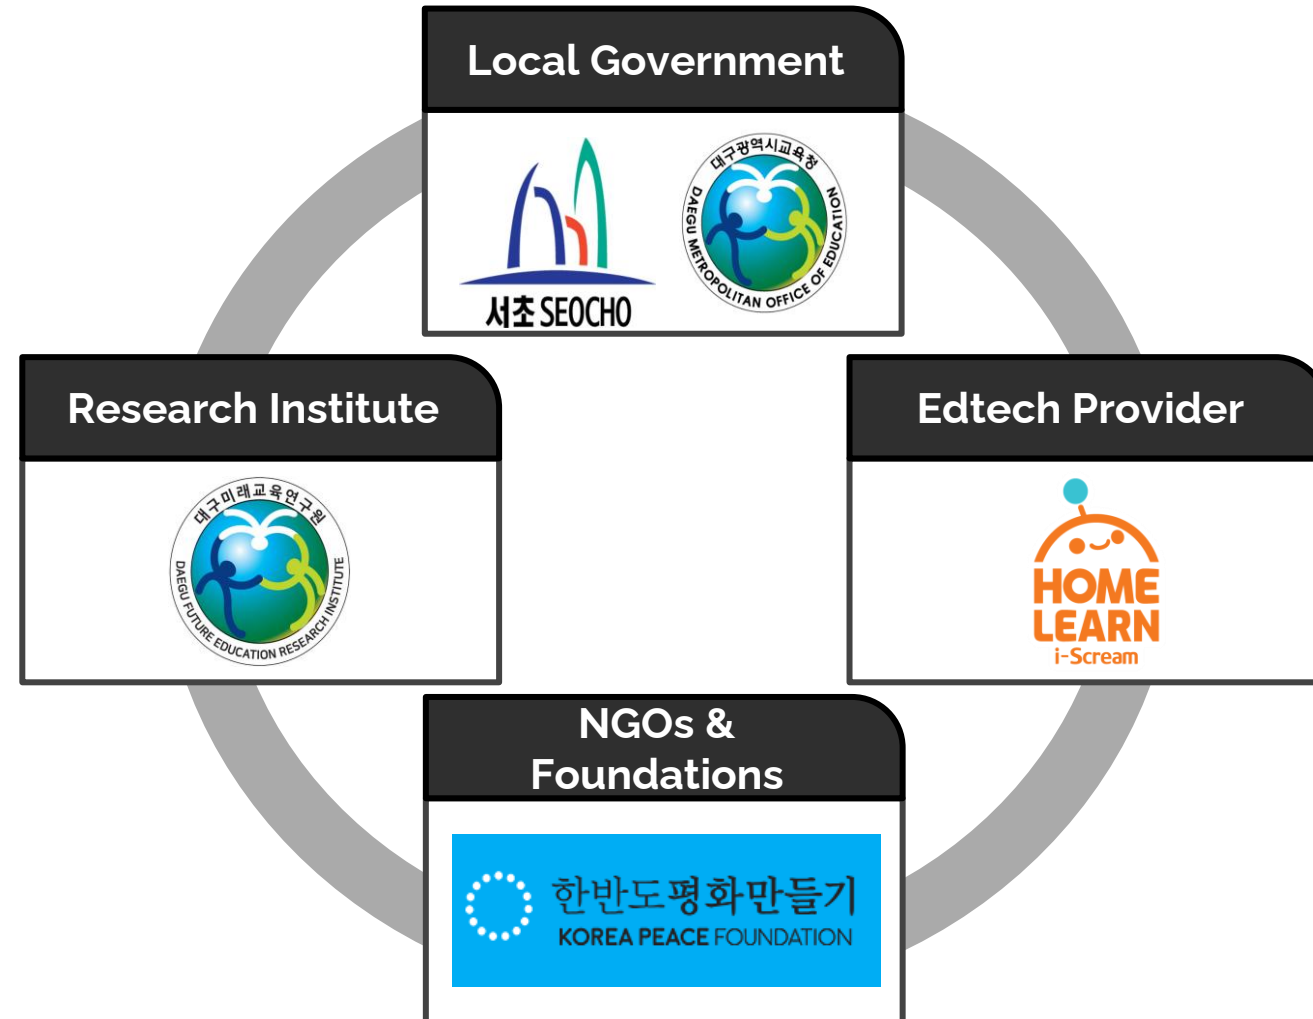 Local Government
대구광역시교육청
DAEGU METROPOLITAN OFFICE OF EDUCATION
서초 SEOCHO
Research Institute
대구미래교육연구원
DAEGU FUTURE EDUCATION RESEARCH INSTITUTE
Edtech Provider
HOME
LEARN
i-Scream
NGOs &
Foundations
한반도평화만들기
KOREA PEACE FOUNDATION